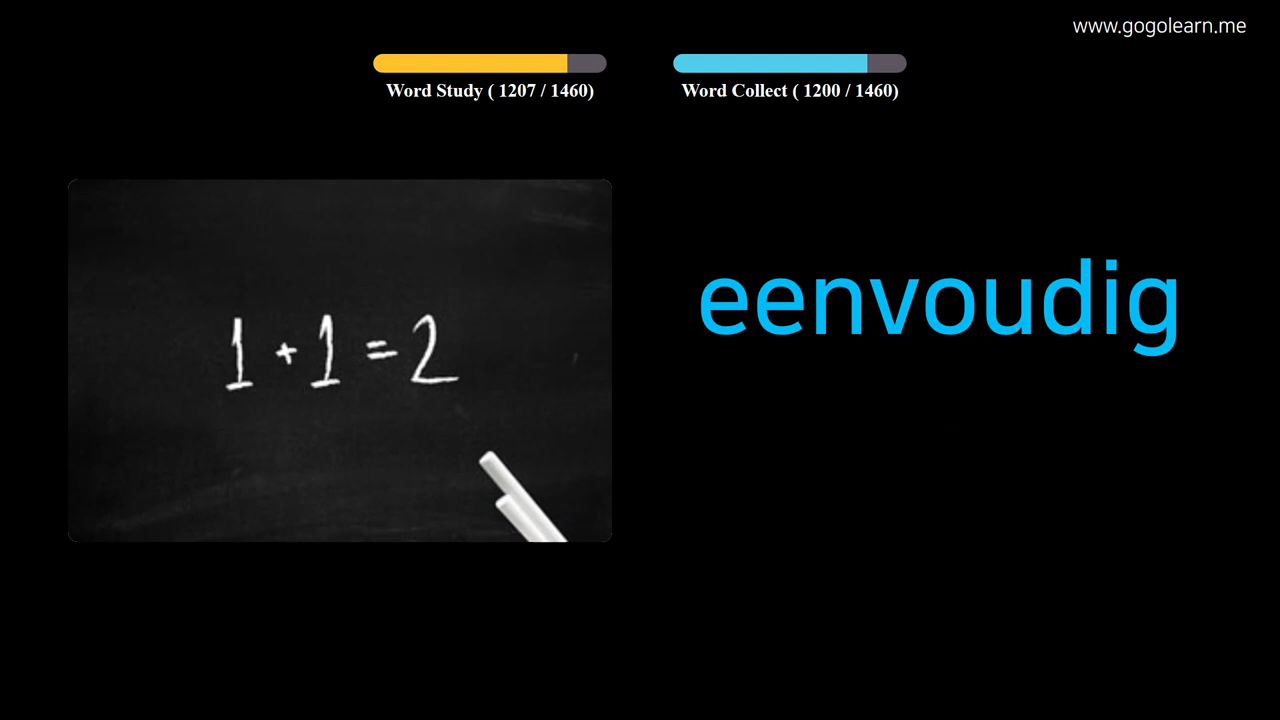 www.gogolearn.me
Word Study ( 1207 / 1460)
Word Collect ( 1200 / 1460)
eenvoudig
1 + 1 = 2